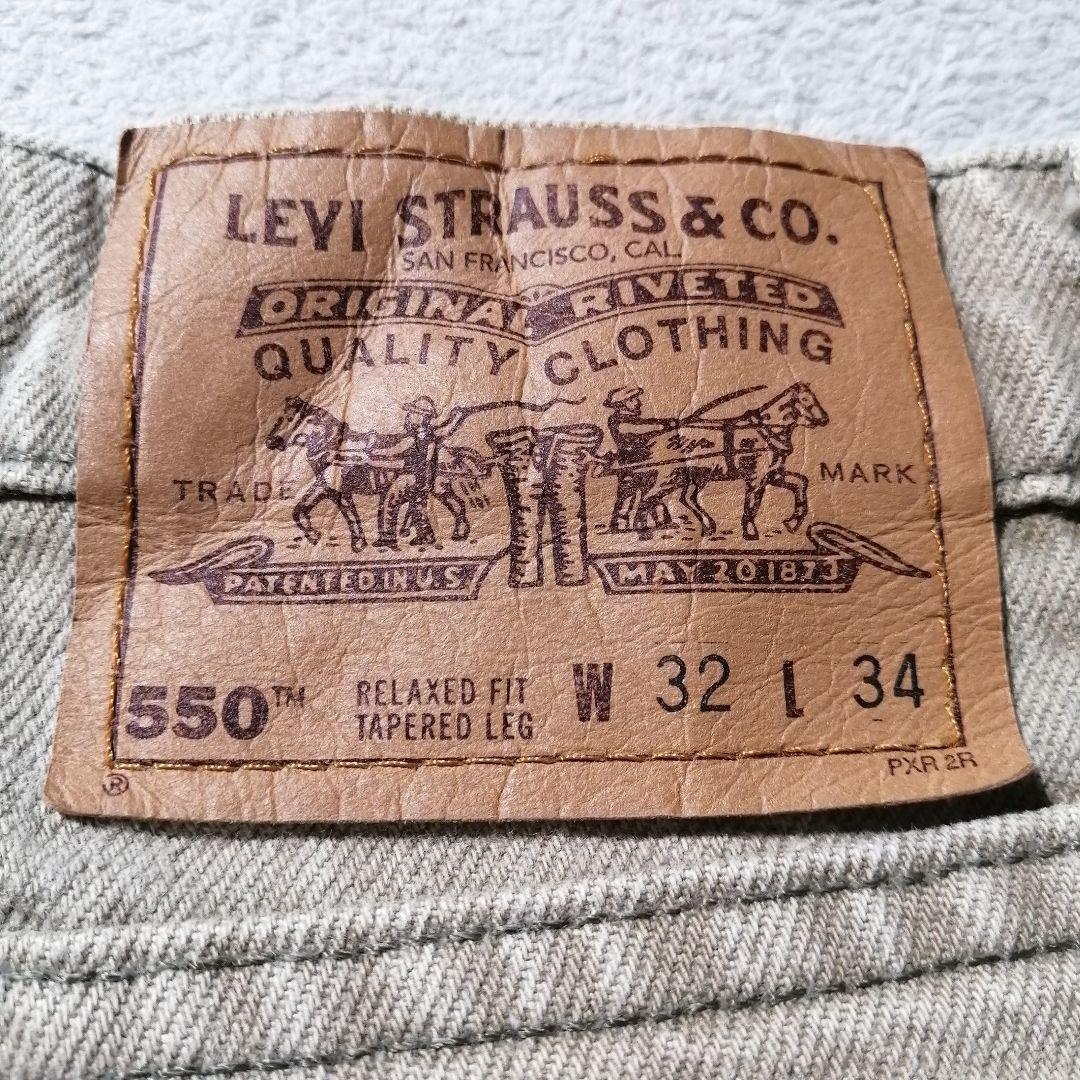 LEVI STRAUSS & CO.
SAN FRANCISCO, CAL.
ORIGINAL RIVETED
QUALITY CLOTHING
TRADE MARK
PATENTED IN U.S MAY 20 1873
550™ RELAXED FIT W 32 L 34
TAPERED LEG
® PXR 2R